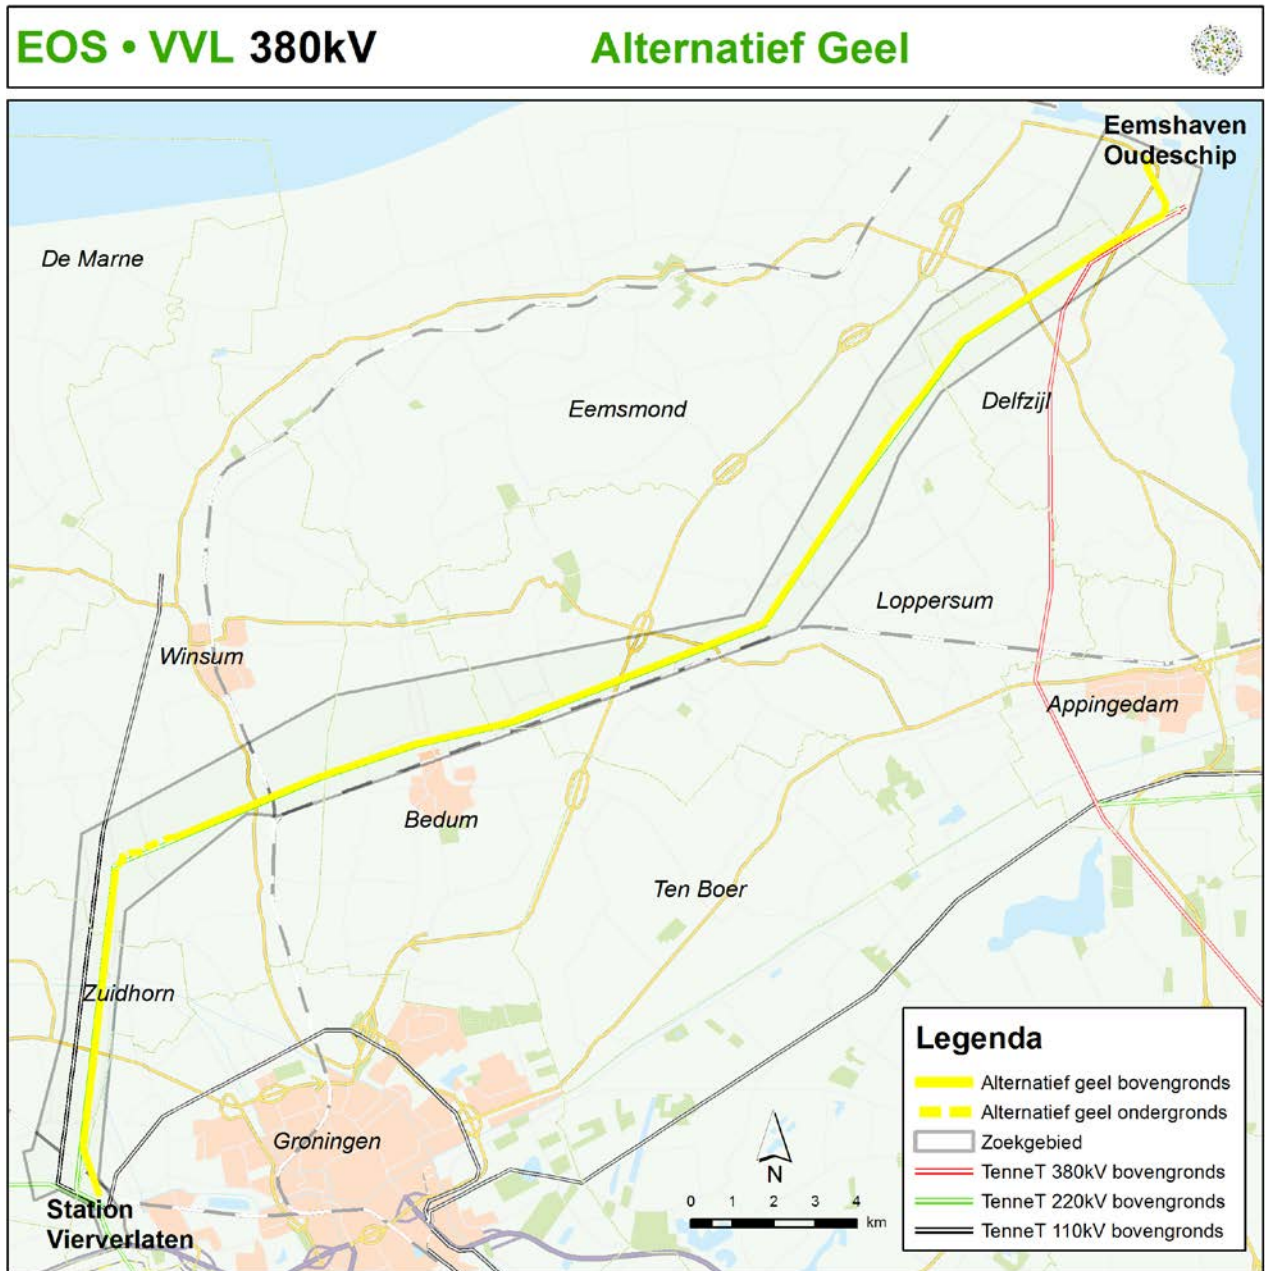 EOS • VVL 380kV
Alternatief Geel
Eemshaven
Oudeschip
De Marne
Eemsmond
Delfzijl
Loppersum
Winsum
Appingedam
Bedum
Ten Boer
Zuidhorn
Groningen
Station
Vierverlaten
N
0 1 2 3 4
km
Legenda
Alternatief geel bovengronds
Alternatief geel ondergronds
Zoekgebied
TenneT 380kV bovengronds
TenneT 220kV bovengronds
TenneT 110kV bovengronds